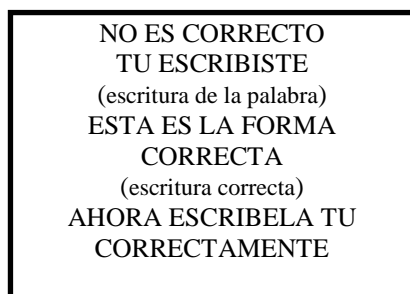 NO ES CORRECTO
TU ESCRIBISTE
(escritura de la palabra)
ESTA ES LA FORMA
CORRECTA
(escritura correcta)
AHORA ESCRIBELA TU
CORRECTAMENTE